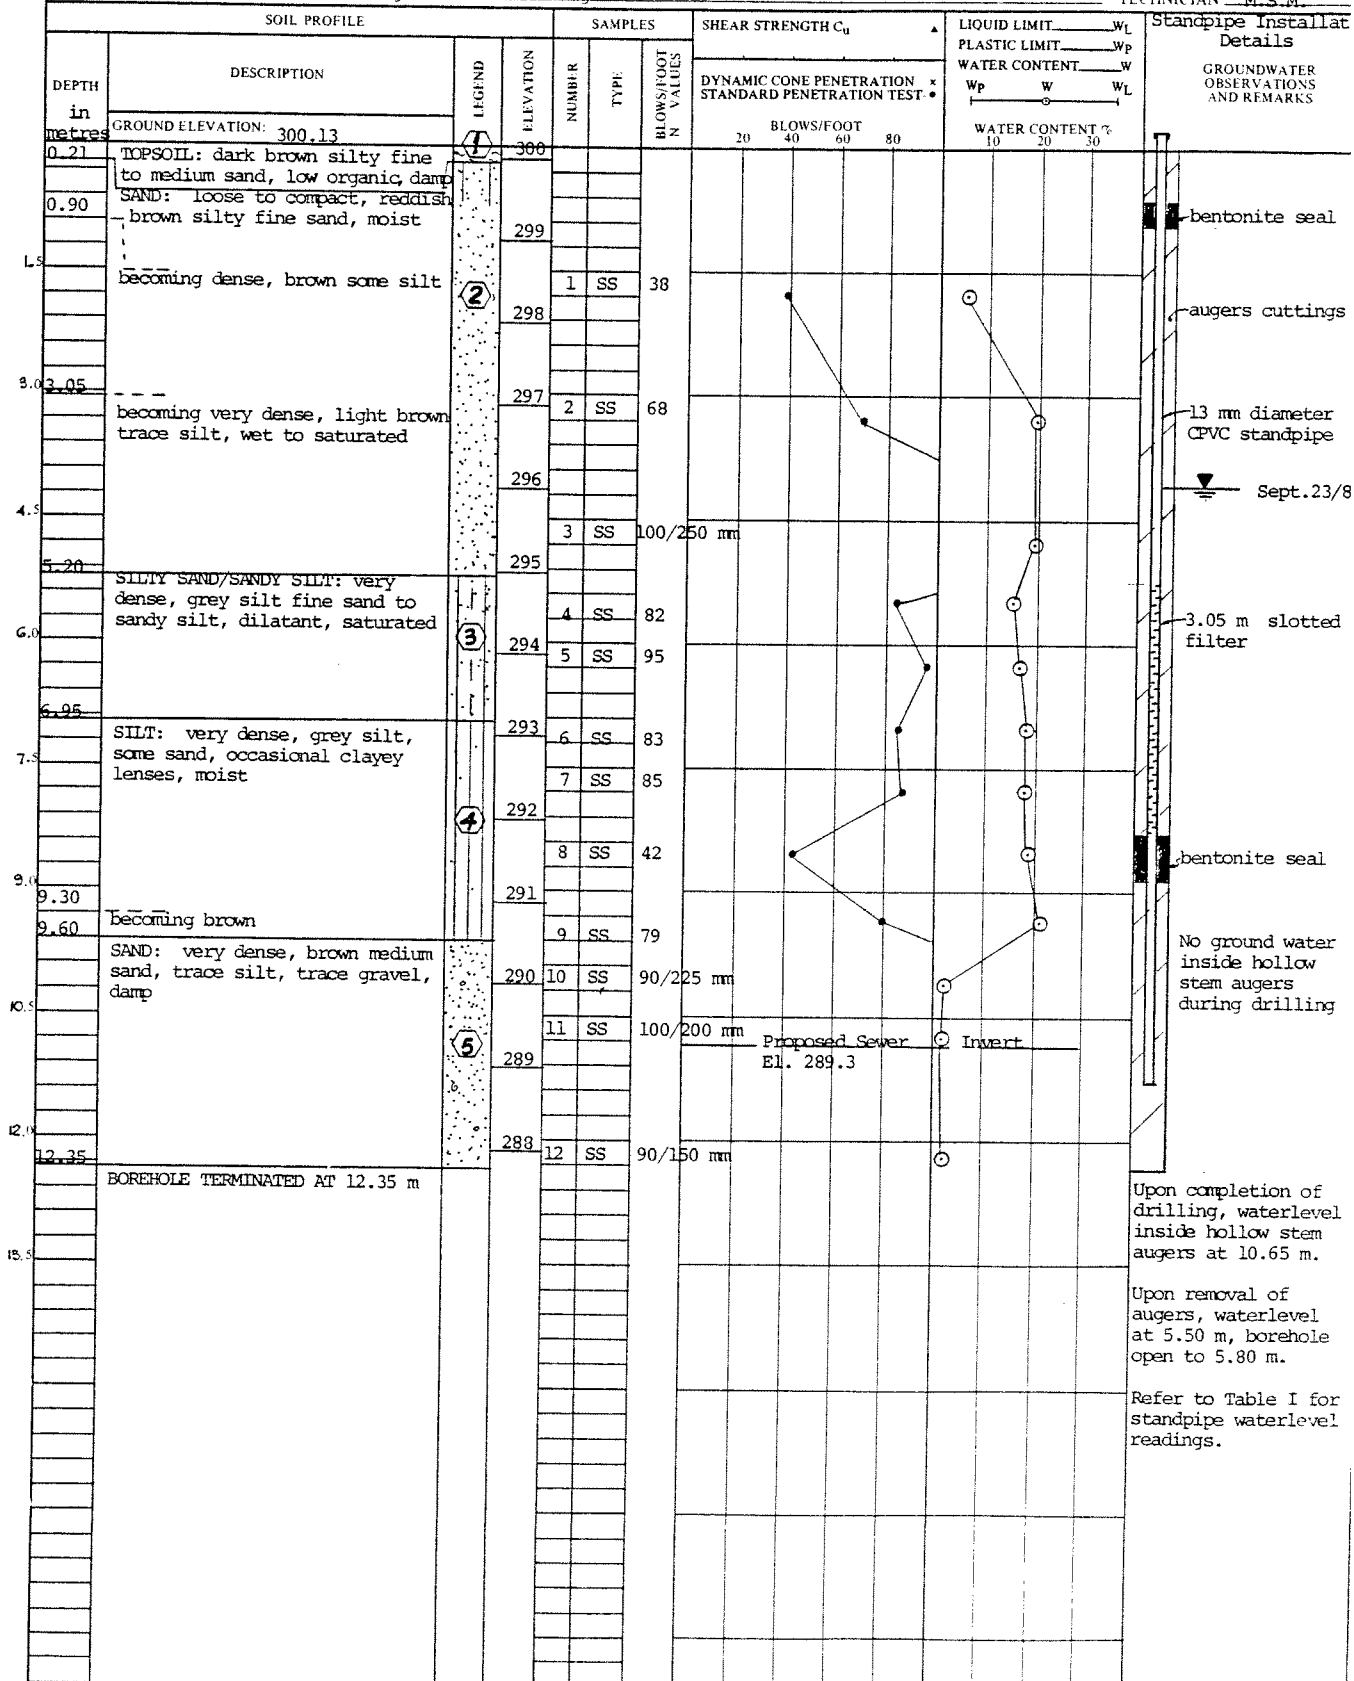 TECHNICIAN M.S.M.
SOIL PROFILE
SAMPLES
SHEAR STRENGTH Cu ▲
LIQUID LIMIT WL
PLASTIC LIMIT WP
WATER CONTENT W
WP W WL
Standpipe Installat
Details
GROUNDWATER
OBSERVATIONS
AND REMARKS
DEPTH
in
metres
DESCRIPTION
LEGEND
ELEVATION
NUMBER
TYPE
BLOWS/FOOT
N VALUES
DYNAMIC CONE PENETRATION ×
STANDARD PENETRATION TEST •
BLOWS/FOOT
20 40 60 80
WATER CONTENT %
10 20 30
GROUND ELEVATION: 300.13
1
300
0.21
TOPSOIL: dark brown silty fine
to medium sand, low organic, damp
0.90
SAND: loose to compact, reddish
brown silty fine sand, moist
299
bentonite seal
1.5
becoming dense, brown some silt
2
1 SS 38
298
augers cuttings
3.0
3.05
297
becoming very dense, light brown
trace silt, wet to saturated
2 SS 68
13 mm diameter
CPVC standpipe
296
Sept.23/8
4.5
3 SS 100/250 mm
295
5.20
SILTY SAND/SANDY SILT: very
dense, grey silt fine sand to
sandy silt, dilatant, saturated
4 SS 82
3.05 m slotted
filter
6.0
3
294
5 SS 95
6.95
293
SILT: very dense, grey silt,
some sand, occasional clayey
lenses, moist
6 SS 83
7.5
7 SS 85
292
4
8 SS 42
bentonite seal
9.0
9.30
291
becoming brown
9.60
9 SS 79
SAND: very dense, brown medium
sand, trace silt, trace gravel,
damp
290
10 SS 90/225 mm
No ground water
inside hollow
stem augers
during drilling
10.5
11 SS 100/200 mm
5
Proposed Sewer Invert
El. 289.3
289
12.0
288
12.35
12 SS 90/150 mm
BOREHOLE TERMINATED AT 12.35 m
Upon completion of
drilling, waterlevel
inside hollow stem
augers at 10.65 m.
13.5
Upon removal of
augers, waterlevel
at 5.50 m, borehole
open to 5.80 m.
Refer to Table I for
standpipe waterlevel
readings.